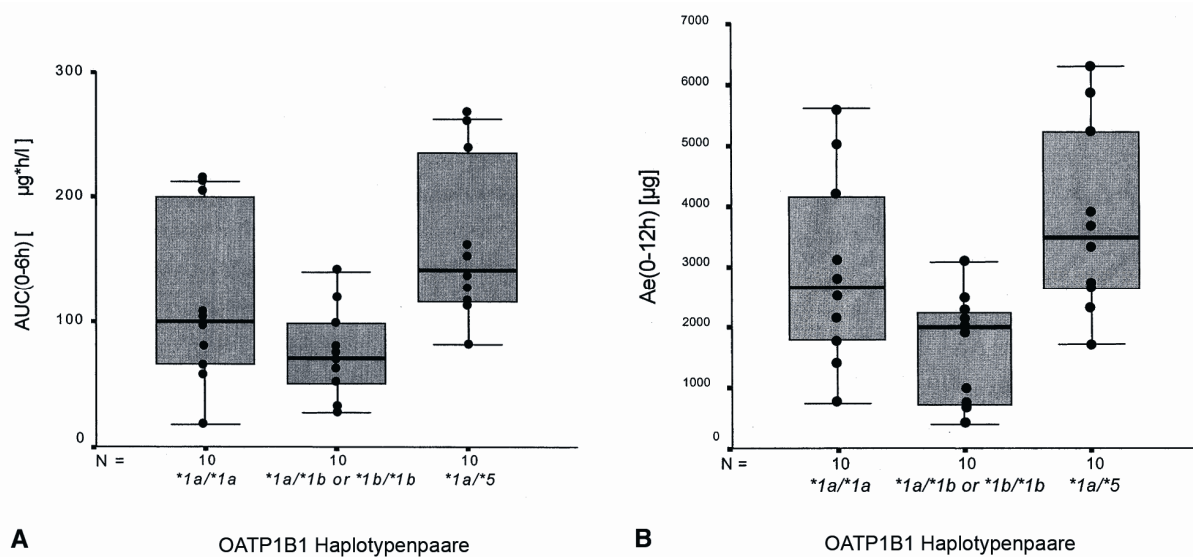 300
200
100
0
AUC(0-6h) [ µg*h/l ]
N = 10 10 10
*1a/*1a *1a/*1b or *1b/*1b *1a/*5
A OATP1B1 Haplotypenpaare
7000
6000
5000
4000
3000
2000
1000
0
Ae(0-12h) [µg]
N = 10 10 10
*1a/*1a *1a/*1b or *1b/*1b *1a/*5
B OATP1B1 Haplotypenpaare